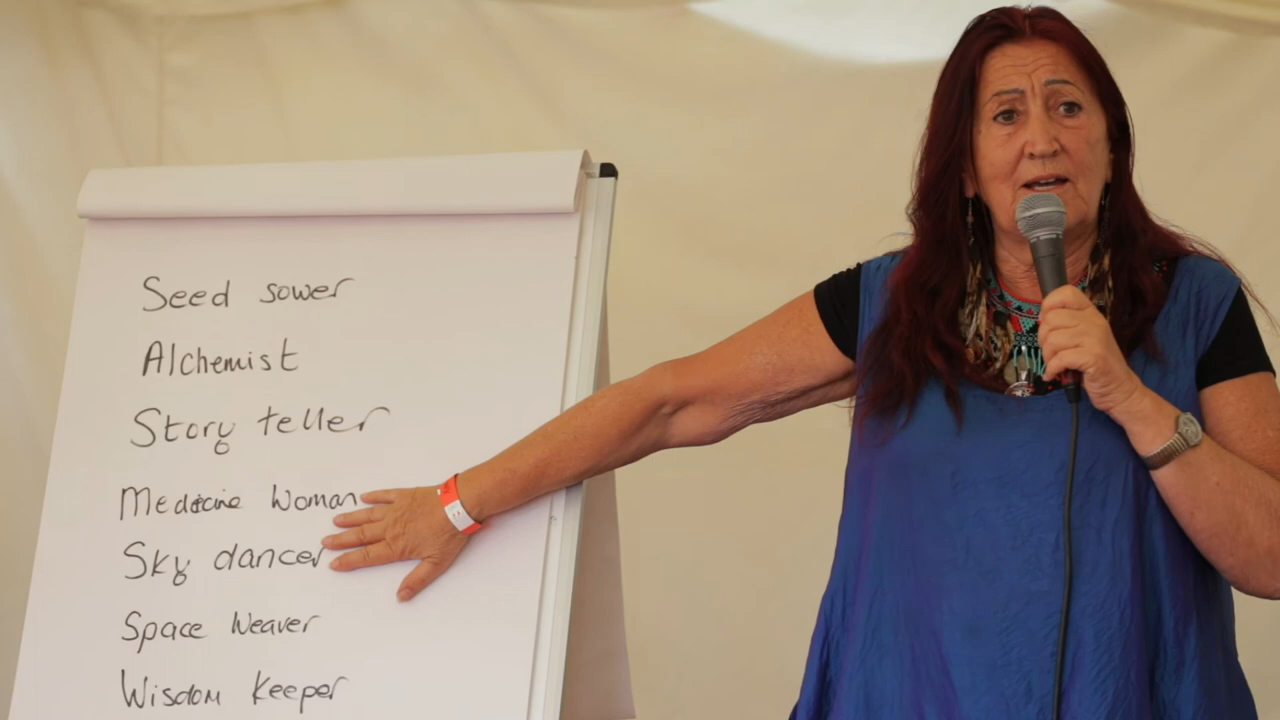 Seed sower
Alchemist
Story teller
Medicine Woman
Sky dancer
Space Weaver
Wisdom Keeper